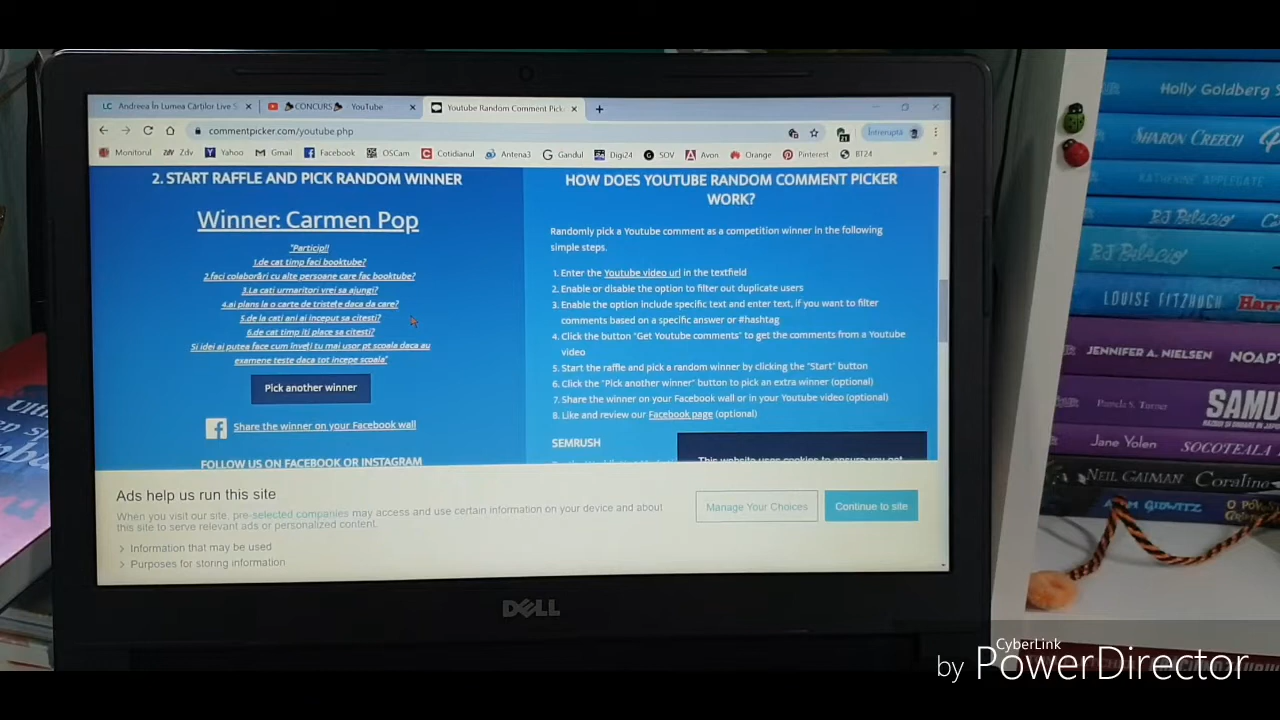 Andreea în Lumea Cărților Live S
CONCURS YouTube
Youtube Random Comment Pick
commentpicker.com/youtube.php
Întreruptă
Monitorul Zdv Yahoo Gmail Facebook OSCam Cotidianul Antena3 Gandul Digi24 SOV Avon Orange Pinterest BT24
2. START RAFFLE AND PICK RANDOM WINNER
Winner: Carmen Pop
"Particip!!
1.de cat timp faci booktube?
2.faci colaborări cu alte persoane care fac booktube?
3.La cati urmaritori vrei sa ajungi?
4.ai plans la o carte de tristete daca da care?
5.de la cati ani ai inceput sa citesti?
6.de cat timp iti place sa citesti?
Si idei ai putea face cum înveți tu mai usor pt scoala daca au
examene teste daca tot incepe scoala"
Pick another winner
Share the winner on your Facebook wall
FOLLOW US ON FACEBOOK OR INSTAGRAM
HOW DOES YOUTUBE RANDOM COMMENT PICKER
WORK?
Randomly pick a Youtube comment as a competition winner in the following
simple steps.
1. Enter the Youtube video url in the textfield
2. Enable or disable the option to filter out duplicate users
3. Enable the option include specific text and enter text, if you want to filter
comments based on a specific answer or #hashtag
4. Click the button "Get Youtube comments" to get the comments from a Youtube
video
5. Start the raffle and pick a random winner by clicking the "Start" button
6. Click the "Pick another winner" button to pick an extra winner (optional)
7. Share the winner on your Facebook wall or in your Youtube video (optional)
8. Like and review our Facebook page (optional)
SEMRUSH
This website uses cookies to ensure you get
Ads help us run this site
When you visit our site, pre-selected companies may access and use certain information on your device and about
this site to serve relevant ads or personalized content.
Information that may be used
Purposes for storing information
Manage Your Choices
Continue to site
DELL
Holly Goldberg S
SHARON CREECH
KATHERINE APPLEGATE
R.J. Palacio
R.J. Palacio
LOUISE FITZHUGH Harr
JENNIFER A. NIELSEN NOAPT
Pamela S. Turner SAMU
Jane Yolen SOCOTEALA
NEIL GAIMAN Coraline
ADAM GIDWITZ
CyberLink
by PowerDirector